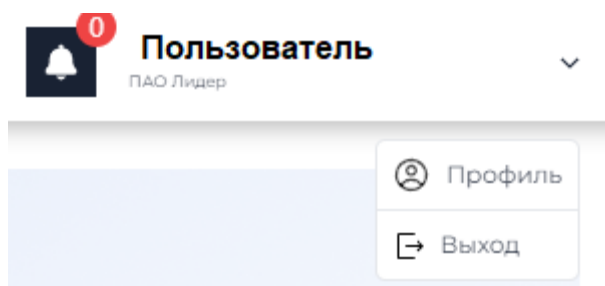 0
Пользователь
ПАО Лидер
Профиль
Выход